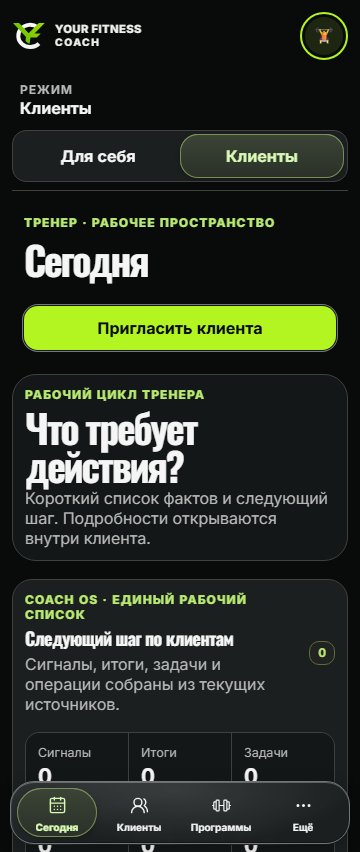 YOUR FITNESS
COACH
РЕЖИМ
Клиенты
Для себя
Клиенты
ТРЕНЕР · РАБОЧЕЕ ПРОСТРАНСТВО
Сегодня
Пригласить клиента
РАБОЧИЙ ЦИКЛ ТРЕНЕРА
Что требует
действия?
Короткий список фактов и следующий
шаг. Подробности открываются
внутри клиента.
COACH OS · ЕДИНЫЙ РАБОЧИЙ
СПИСОК
Следующий шаг по клиентам
0
Сигналы, итоги, задачи и
операции собраны из текущих
источников.
Сигналы Итоги Задачи
0 0 0
Сегодня Клиенты Программы Ещё
0 0 0